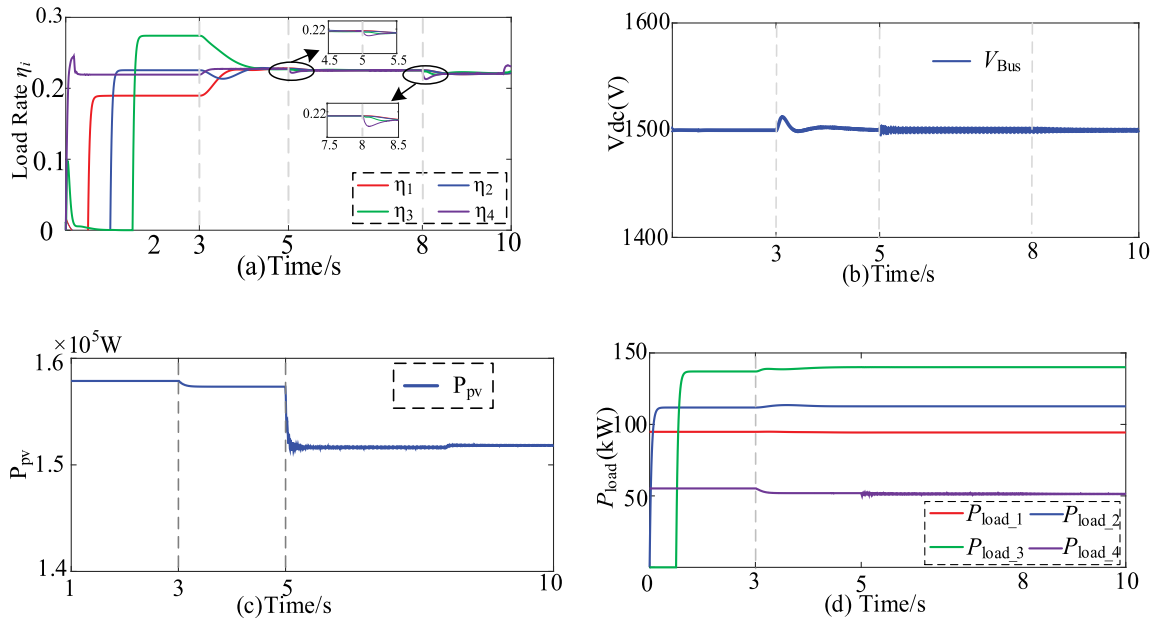 0.3
0.2
0.1
0
Load Rate ηi
0.22
4.5 5 5.5
0.22
7.5 8 8.5
η1 η2
η3 η4
2 3 5 8 10
(a)Time/s
1600
1500
1400
Vdc(V)
VBus
3 5 8 10
(b)Time/s
×10⁵W
1.6
1.5
1.4
Ppv
Ppv
1 3 5 10
(c)Time/s
150
100
50
Pload(kW)
Pload_1 Pload_2
Pload_3 Pload_4
0 3 5 8 10
(d) Time/s